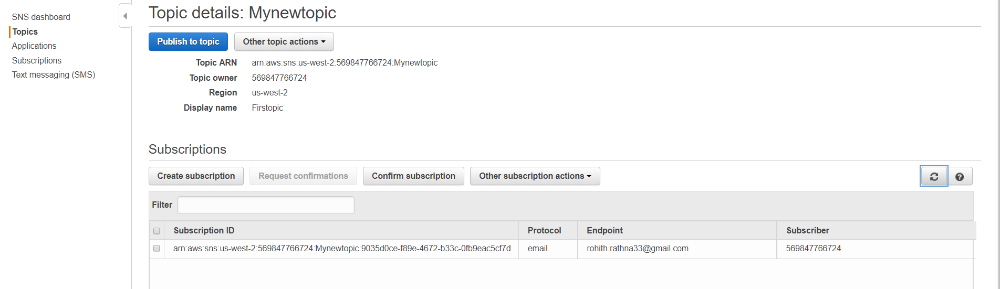 SNS dashboard
Topics
Applications
Subscriptions
Text messaging (SMS)
Topic details: Mynewtopic
Publish to topic Other topic actions
Topic ARN arn:aws:sns:us-west-2:569847766724:Mynewtopic
Topic owner 569847766724
Region us-west-2
Display name Firstopic
Subscriptions
Create subscription Request confirmations Confirm subscription Other subscription actions ?
Filter
Subscription ID Protocol Endpoint Subscriber
arn:aws:sns:us-west-2:569847766724:Mynewtopic:9035d0ce-f89e-4672-b33c-0fb9eac5cf7d email rohith.rathna33@gmail.com 569847766724